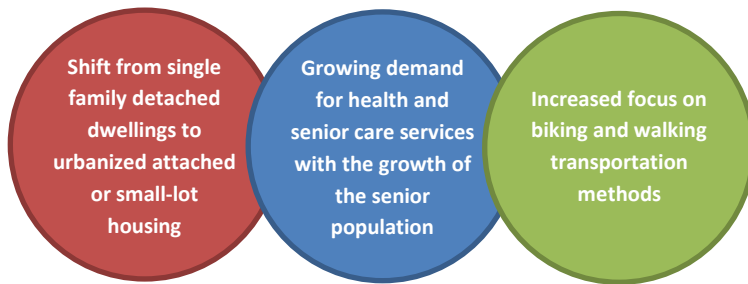 Shift from single
family detached
dwellings to
urbanized attached
or small-lot
housing
Growing demand
for health and
senior care services
with the growth of
the senior
population
Increased focus on
biking and walking
transportation
methods